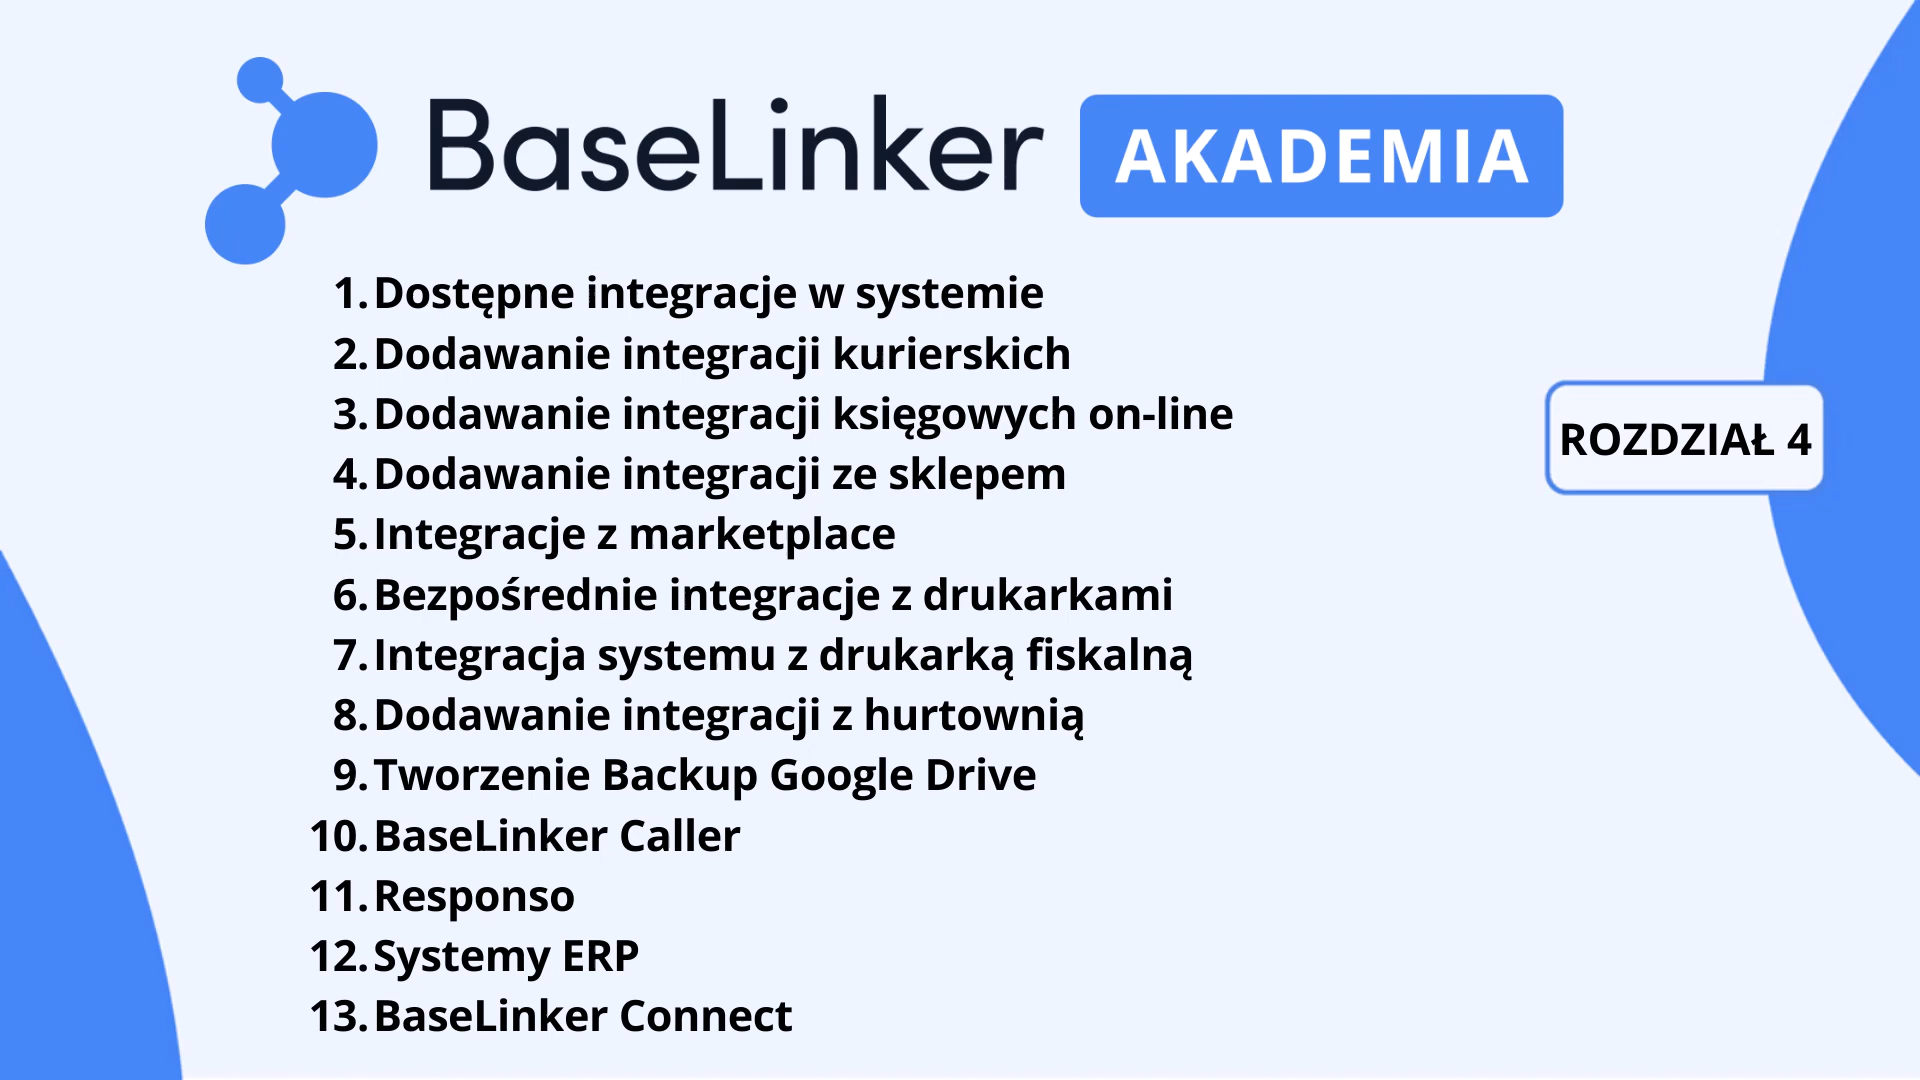 BaseLinker AKADEMIA
1. Dostępne integracje w systemie
2. Dodawanie integracji kurierskich
3. Dodawanie integracji księgowych on-line
4. Dodawanie integracji ze sklepem
5. Integracje z marketplace
6. Bezpośrednie integracje z drukarkami
7. Integracja systemu z drukarką fiskalną
8. Dodawanie integracji z hurtownią
9. Tworzenie Backup Google Drive
10. BaseLinker Caller
11. Responso
12. Systemy ERP
13. BaseLinker Connect
ROZDZIAŁ 4